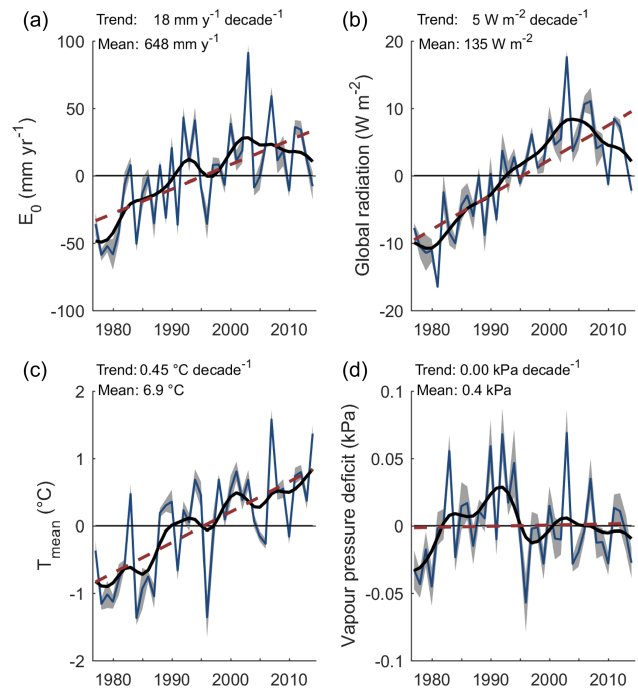 (a) Trend: 18 mm y⁻¹ decade⁻¹
Mean: 648 mm yr⁻¹
100
50
0
-50
-100
E₀ (mm yr⁻¹)
1980 1990 2000 2010
(b) Trend: 5 W m⁻² decade⁻¹
Mean: 135 W m⁻²
20
10
0
-10
-20
Global radiation (W m⁻²)
1980 1990 2000 2010
(c) Trend: 0.45 °C decade⁻¹
Mean: 6.9 °C
2
1
0
-1
-2
T_mean (°C)
1980 1990 2000 2010
(d) Trend: 0.00 kPa decade⁻¹
Mean: 0.4 kPa
0.1
0.05
0
-0.05
-0.1
Vapour pressure deficit (kPa)
1980 1990 2000 2010